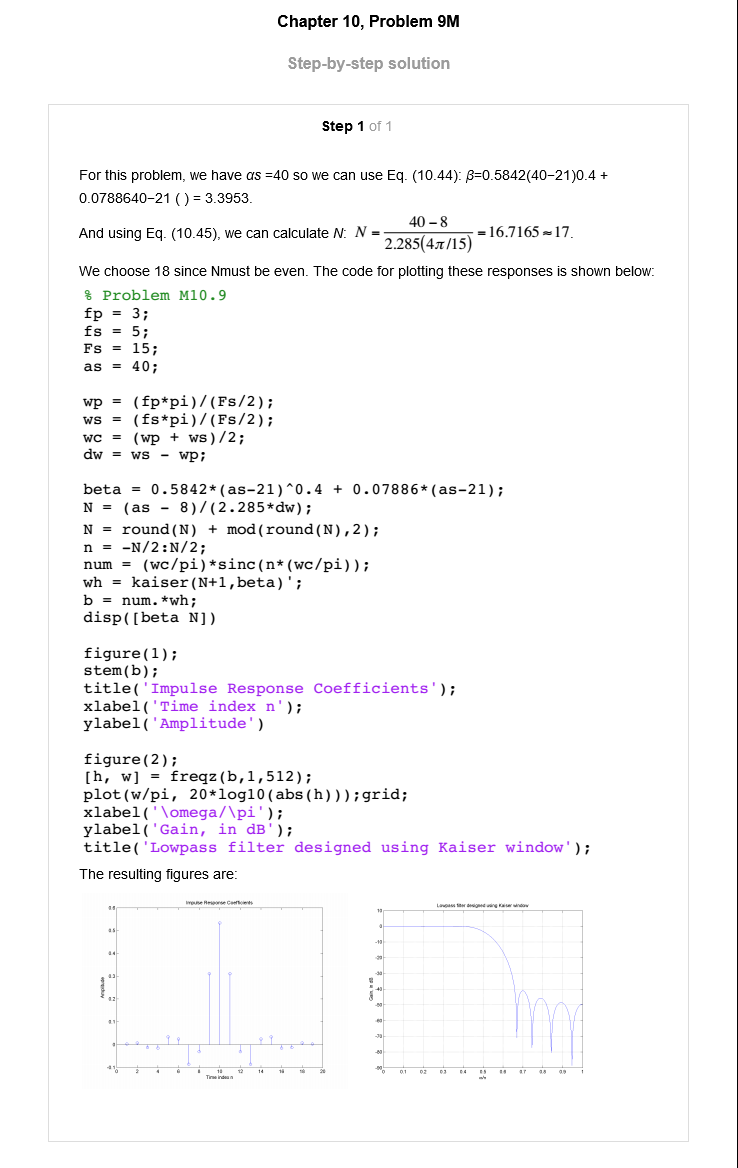 Chapter 10, Problem 9M
Step-by-step solution
Step 1 of 1
For this problem, we have αs =40 so we can use Eq. (10.44): β=0.5842(40−21)0.4 +
0.0788640−21 ( ) = 3.3953.
And using Eq. (10.45), we can calculate N: N = (40 − 8)/(2.285(4π/15)) = 16.7165 ≈ 17.
We choose 18 since Nmust be even. The code for plotting these responses is shown below:
% Problem M10.9
fp = 3;
fs = 5;
Fs = 15;
as = 40;
wp = (fp*pi)/(Fs/2);
ws = (fs*pi)/(Fs/2);
wc = (wp + ws)/2;
dw = ws - wp;
beta = 0.5842*(as-21)^0.4 + 0.07886*(as-21);
N = (as - 8)/(2.285*dw);
N = round(N) + mod(round(N),2);
n = -N/2:N/2;
num = (wc/pi)*sinc(n*(wc/pi));
wh = kaiser(N+1,beta)';
b = num.*wh;
disp([beta N])
figure(1);
stem(b);
title('Impulse Response Coefficients');
xlabel('Time index n');
ylabel('Amplitude')
figure(2);
[h, w] = freqz(b,1,512);
plot(w/pi, 20*log10(abs(h)));grid;
xlabel('\omega/\pi');
ylabel('Gain, in dB');
title('Lowpass filter designed using Kaiser window');
The resulting figures are:
Impulse Response Coefficients
0.6
0.5
0.4
0.3
0.2
0.1
0
-0.1
Amplitude
0 2 4 6 8 10 12 14 16 18 20
Time index n
Lowpass filter designed using Kaiser window
10
0
-10
-20
-30
-40
-50
-60
-70
-80
-90
Gain, in dB
0 0.1 0.2 0.3 0.4 0.5 0.6 0.7 0.8 0.9 1
ω/π